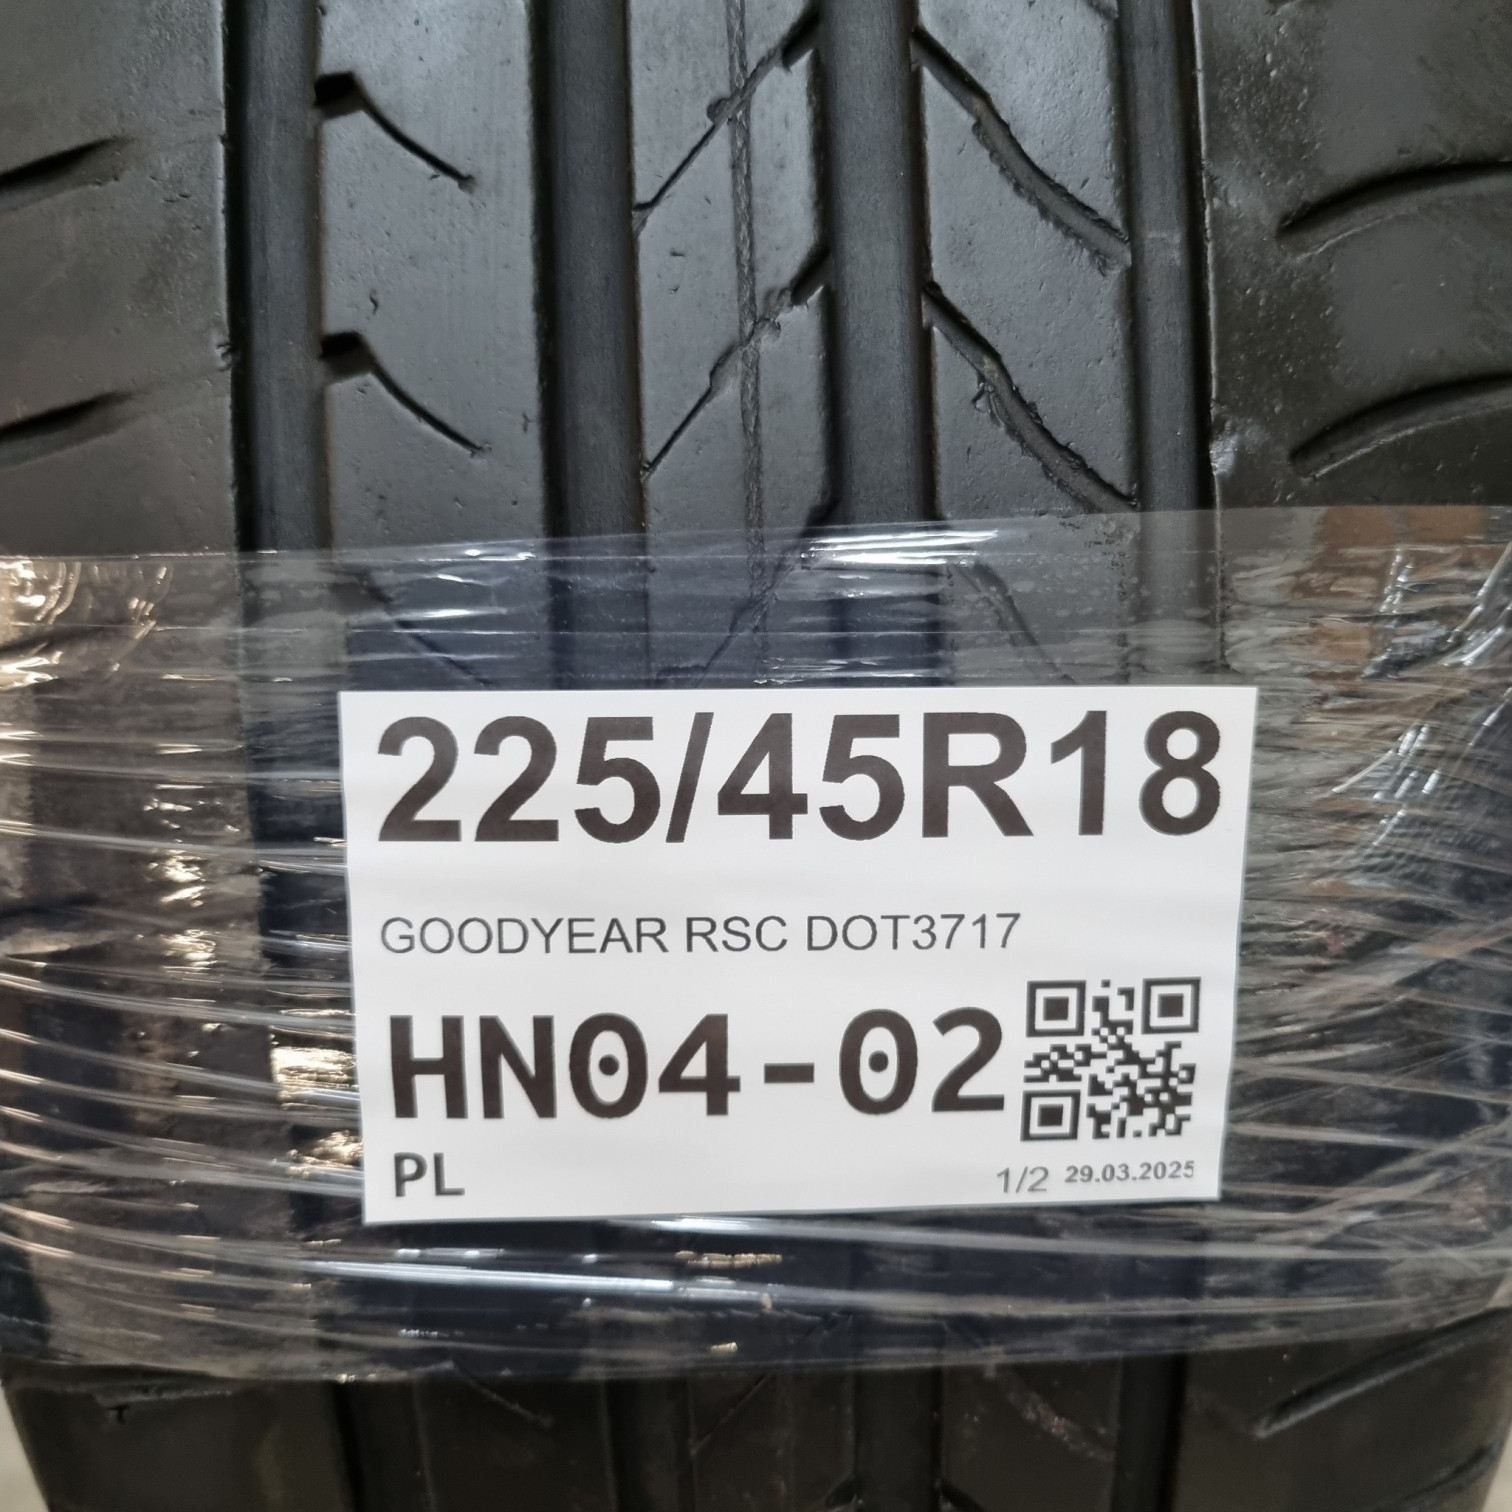 225/45R18
GOODYEAR RSC DOT3717
HN04-02
PL
1/2 29.03.2025